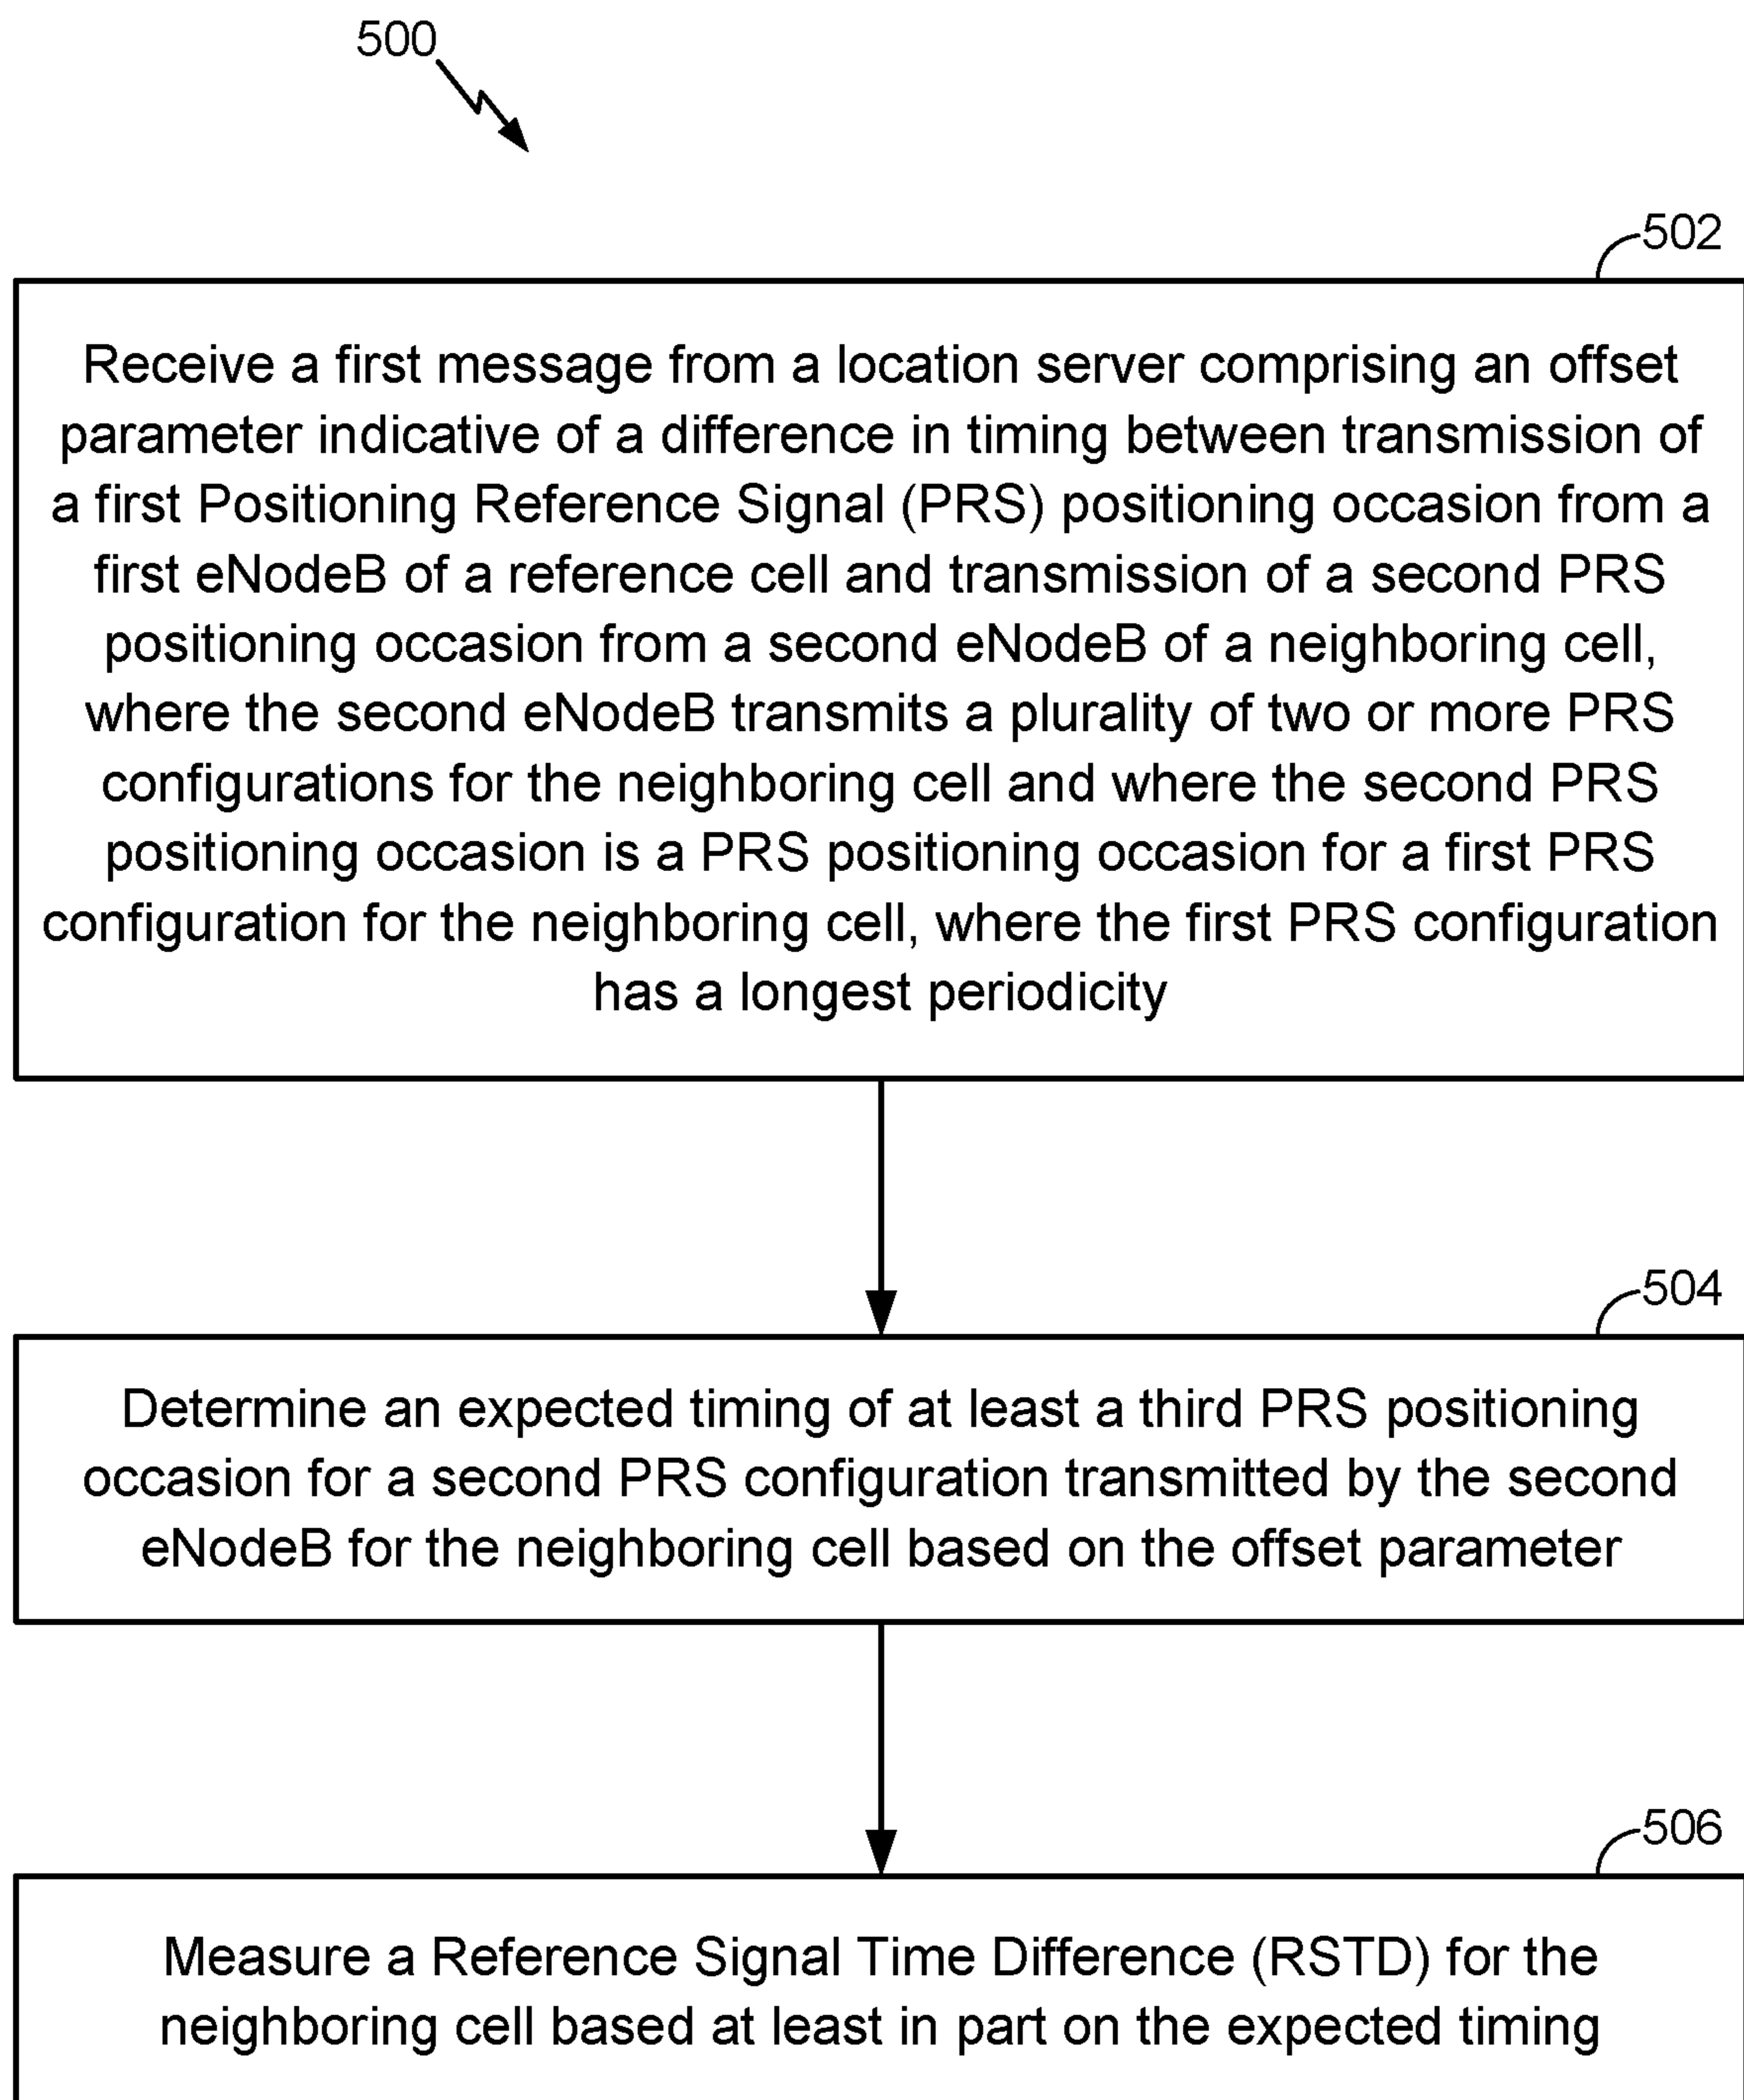 500
502
Receive a first message from a location server comprising an offset
parameter indicative of a difference in timing between transmission of
a first Positioning Reference Signal (PRS) positioning occasion from a
first eNodeB of a reference cell and transmission of a second PRS
positioning occasion from a second eNodeB of a neighboring cell,
where the second eNodeB transmits a plurality of two or more PRS
configurations for the neighboring cell and where the second PRS
positioning occasion is a PRS positioning occasion for a first PRS
configuration for the neighboring cell, where the first PRS configuration
has a longest periodicity
504
Determine an expected timing of at least a third PRS positioning
occasion for a second PRS configuration transmitted by the second
eNodeB for the neighboring cell based on the offset parameter
506
Measure a Reference Signal Time Difference (RSTD) for the
neighboring cell based at least in part on the expected timing